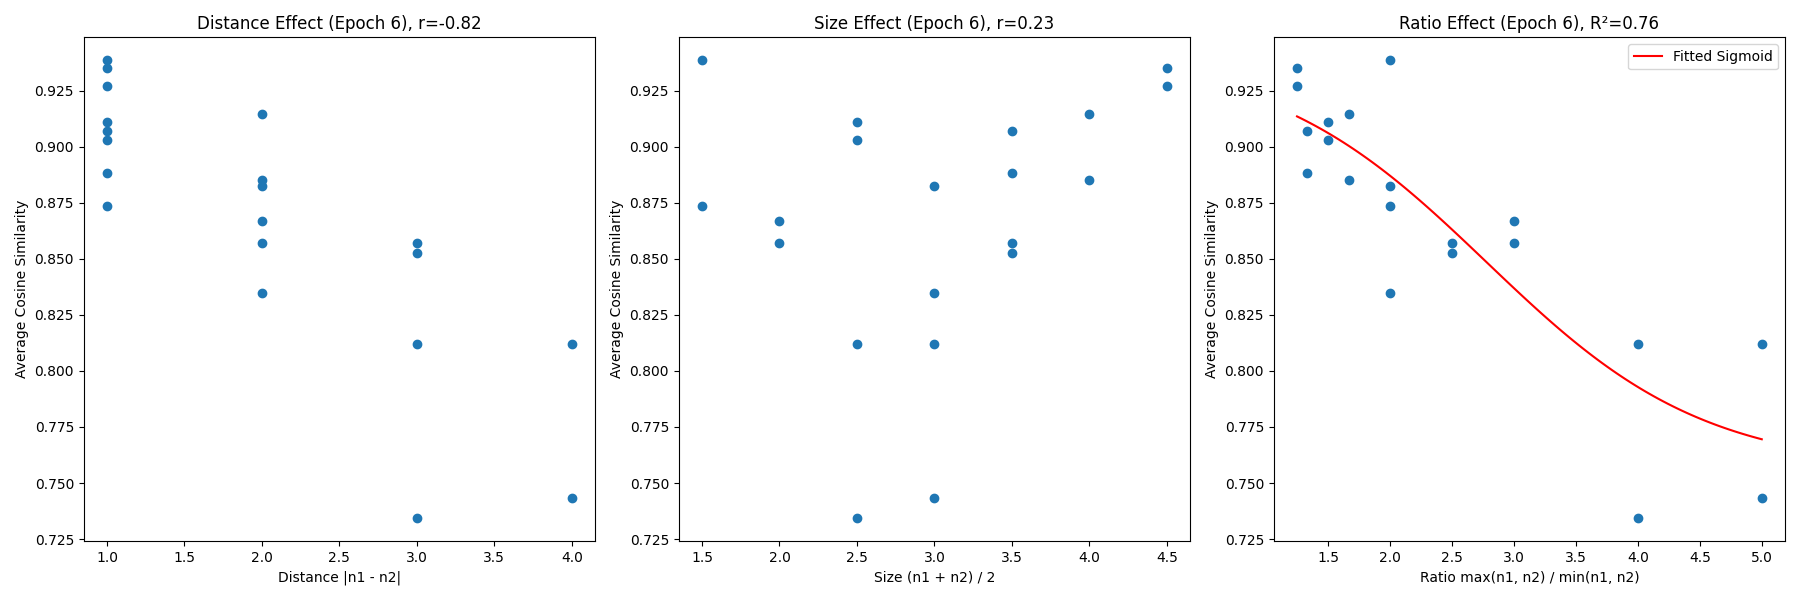 Distance Effect (Epoch 6), r=-0.82
Average Cosine Similarity
0.925
0.900
0.875
0.850
0.825
0.800
0.775
0.750
0.725
1.0 1.5 2.0 2.5 3.0 3.5 4.0
Distance |n1 - n2|
Size Effect (Epoch 6), r=0.23
Average Cosine Similarity
0.925
0.900
0.875
0.850
0.825
0.800
0.775
0.750
0.725
1.5 2.0 2.5 3.0 3.5 4.0 4.5
Size (n1 + n2) / 2
Ratio Effect (Epoch 6), R²=0.76
Fitted Sigmoid
Average Cosine Similarity
0.925
0.900
0.875
0.850
0.825
0.800
0.775
0.750
0.725
1.5 2.0 2.5 3.0 3.5 4.0 4.5 5.0
Ratio max(n1, n2) / min(n1, n2)